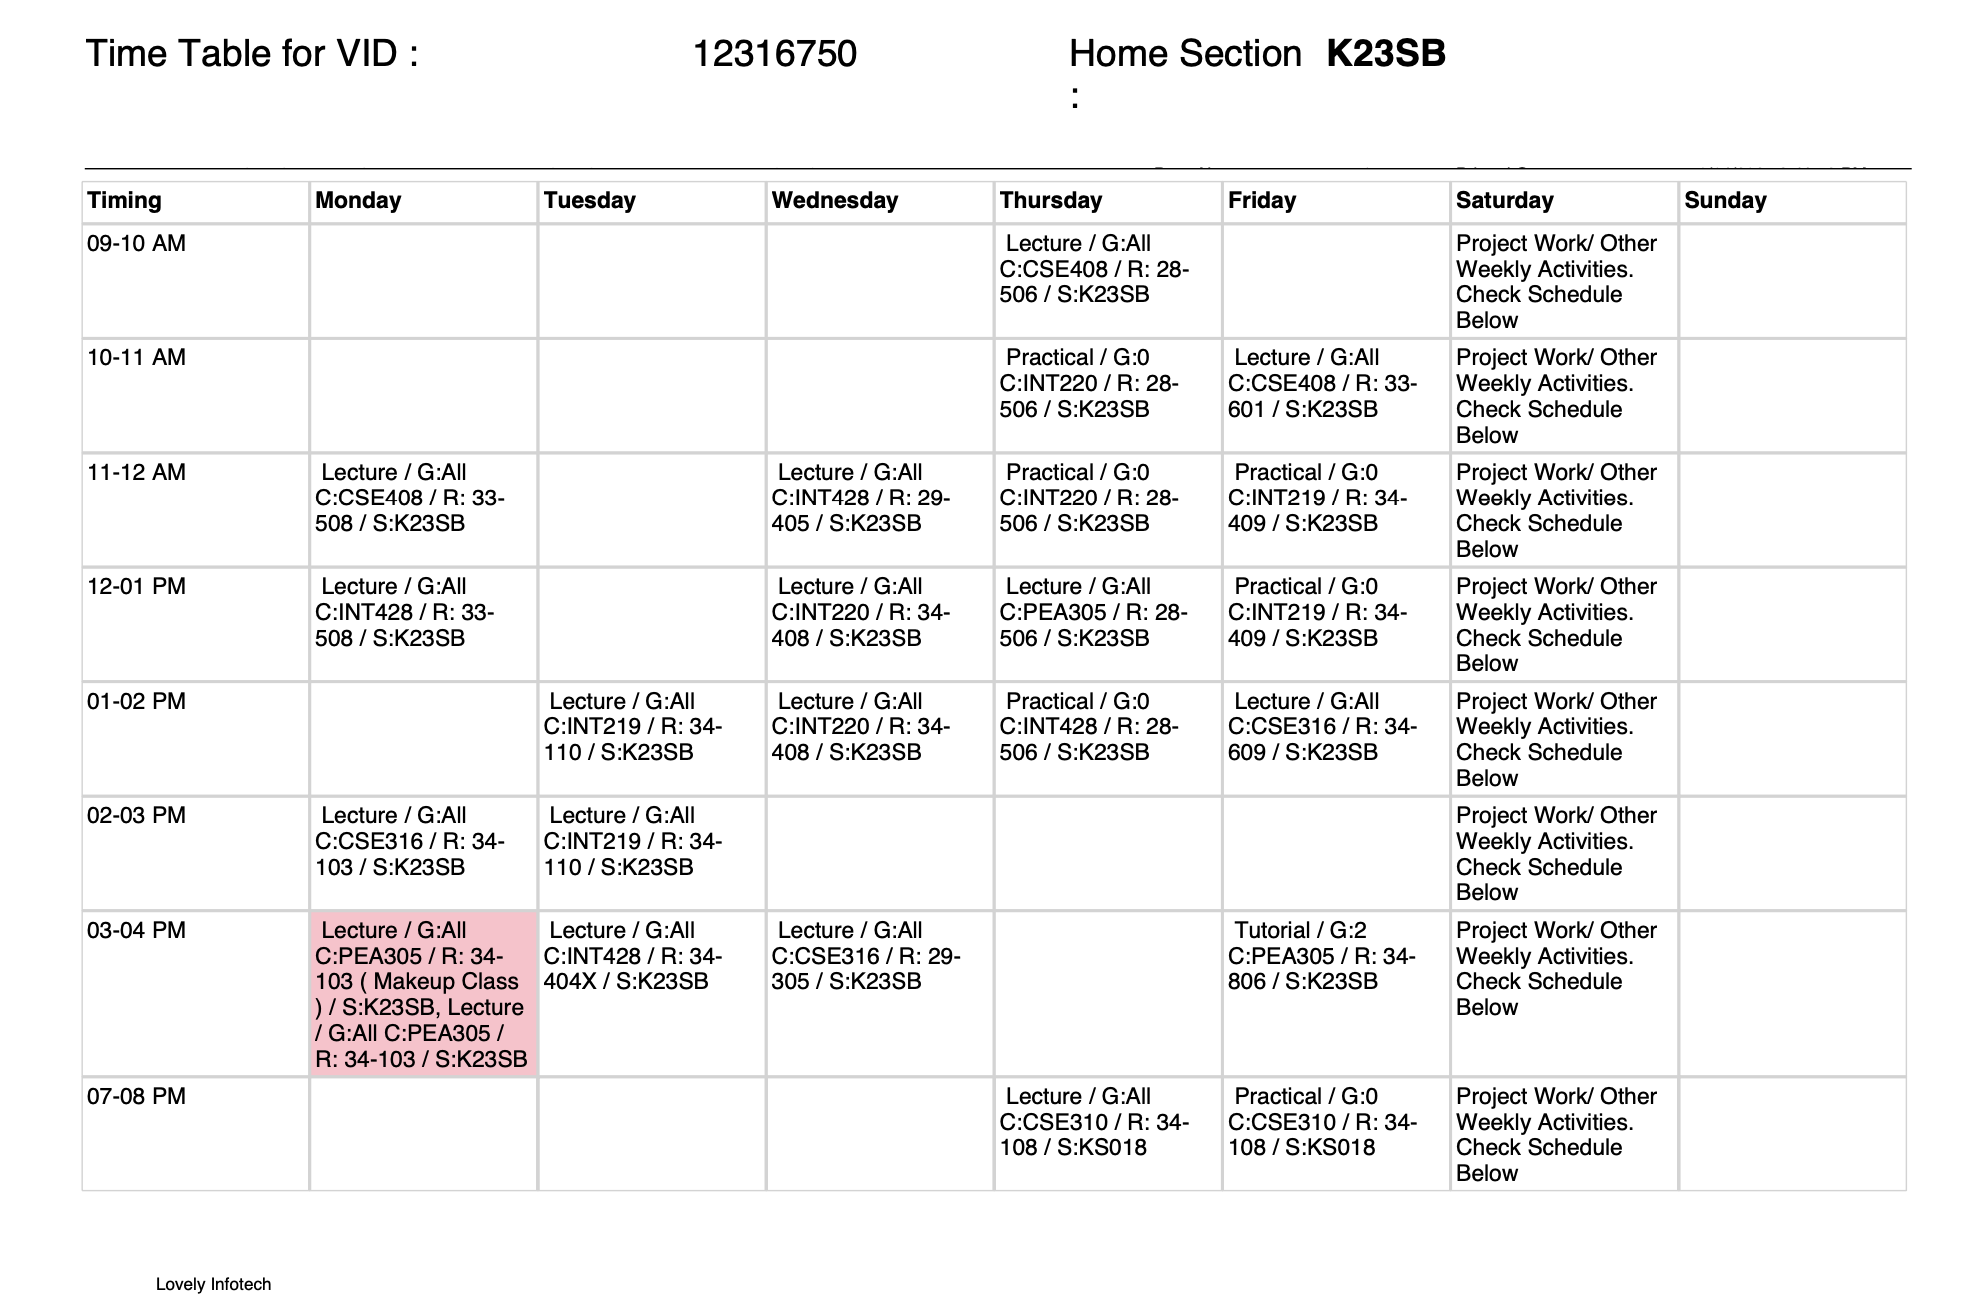 Time Table for VID : 12316750 Home Section K23SB
:
Timing Monday Tuesday Wednesday Thursday Friday Saturday Sunday
09-10 AM
Lecture / G:All
C:CSE408 / R: 28-
506 / S:K23SB
Project Work/ Other
Weekly Activities.
Check Schedule
Below
10-11 AM
Practical / G:0
C:INT220 / R: 28-
506 / S:K23SB
Lecture / G:All
C:CSE408 / R: 33-
601 / S:K23SB
Project Work/ Other
Weekly Activities.
Check Schedule
Below
11-12 AM
Lecture / G:All
C:CSE408 / R: 33-
508 / S:K23SB
Lecture / G:All
C:INT428 / R: 29-
405 / S:K23SB
Practical / G:0
C:INT220 / R: 28-
506 / S:K23SB
Practical / G:0
C:INT219 / R: 34-
409 / S:K23SB
Project Work/ Other
Weekly Activities.
Check Schedule
Below
12-01 PM
Lecture / G:All
C:INT428 / R: 33-
508 / S:K23SB
Lecture / G:All
C:INT220 / R: 34-
408 / S:K23SB
Lecture / G:All
C:PEA305 / R: 28-
506 / S:K23SB
Practical / G:0
C:INT219 / R: 34-
409 / S:K23SB
Project Work/ Other
Weekly Activities.
Check Schedule
Below
01-02 PM
Lecture / G:All
C:INT219 / R: 34-
110 / S:K23SB
Lecture / G:All
C:INT220 / R: 34-
408 / S:K23SB
Practical / G:0
C:INT428 / R: 28-
506 / S:K23SB
Lecture / G:All
C:CSE316 / R: 34-
609 / S:K23SB
Project Work/ Other
Weekly Activities.
Check Schedule
Below
02-03 PM
Lecture / G:All
C:CSE316 / R: 34-
103 / S:K23SB
Lecture / G:All
C:INT219 / R: 34-
110 / S:K23SB
Project Work/ Other
Weekly Activities.
Check Schedule
Below
03-04 PM
Lecture / G:All
C:PEA305 / R: 34-
103 ( Makeup Class
) / S:K23SB, Lecture
/ G:All C:PEA305 /
R: 34-103 / S:K23SB
Lecture / G:All
C:INT428 / R: 34-
404X / S:K23SB
Lecture / G:All
C:CSE316 / R: 29-
305 / S:K23SB
Tutorial / G:2
C:PEA305 / R: 34-
806 / S:K23SB
Project Work/ Other
Weekly Activities.
Check Schedule
Below
07-08 PM
Lecture / G:All
C:CSE310 / R: 34-
108 / S:KS018
Practical / G:0
C:CSE310 / R: 34-
108 / S:KS018
Project Work/ Other
Weekly Activities.
Check Schedule
Below
Lovely Infotech